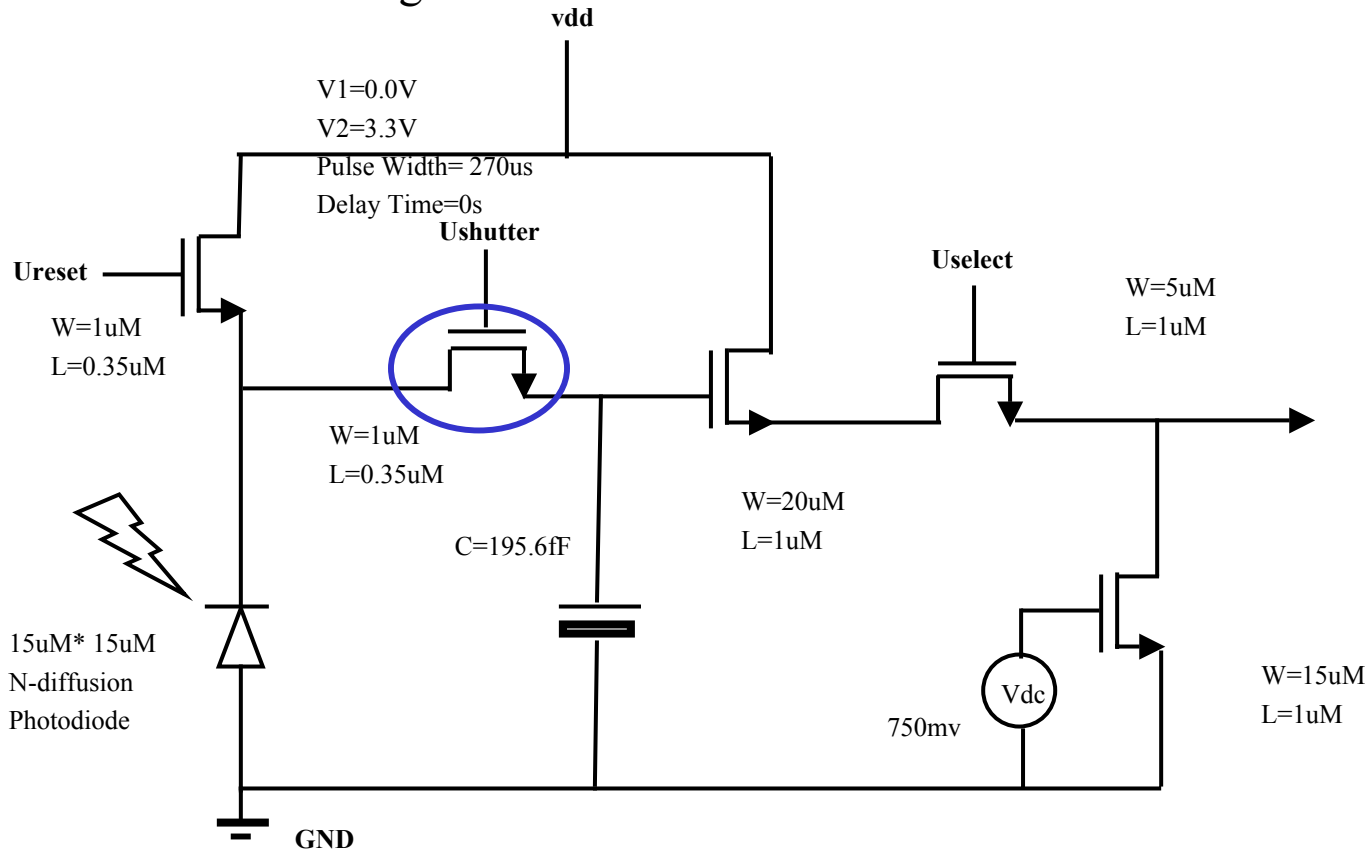 vdd
V1=0.0V
V2=3.3V
Pulse Width= 270us
Delay Time=0s
Ushutter
Ureset
Uselect
W=1uM
L=0.35uM
W=5uM
L=1uM
W=1uM
L=0.35uM
W=20uM
L=1uM
C=195.6fF
15uM* 15uM
N-diffusion
Photodiode
Vdc
750mv
W=15uM
L=1uM
GND